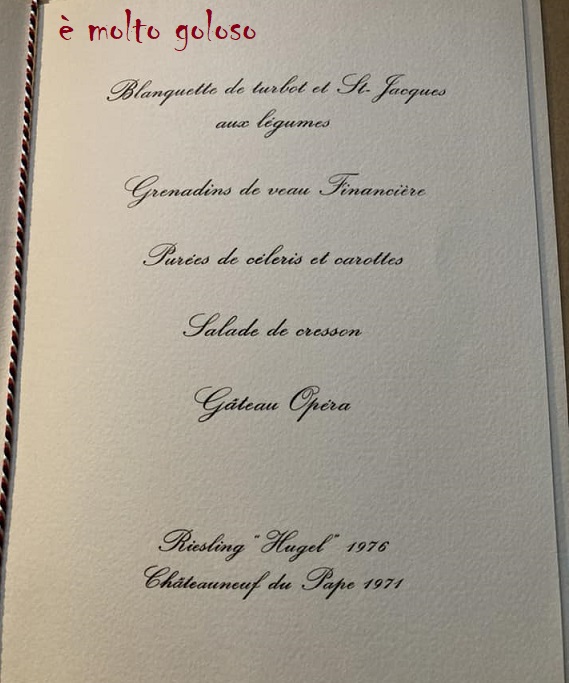 è molto goloso
Blanquette de turbot et St-Jacques
aux légumes
Grenadins de veau Financière
Purées de céleris et carottes
Salade de cresson
Gâteau Opéra
Riesling "Hugel" 1976
Châteauneuf du Pape 1971